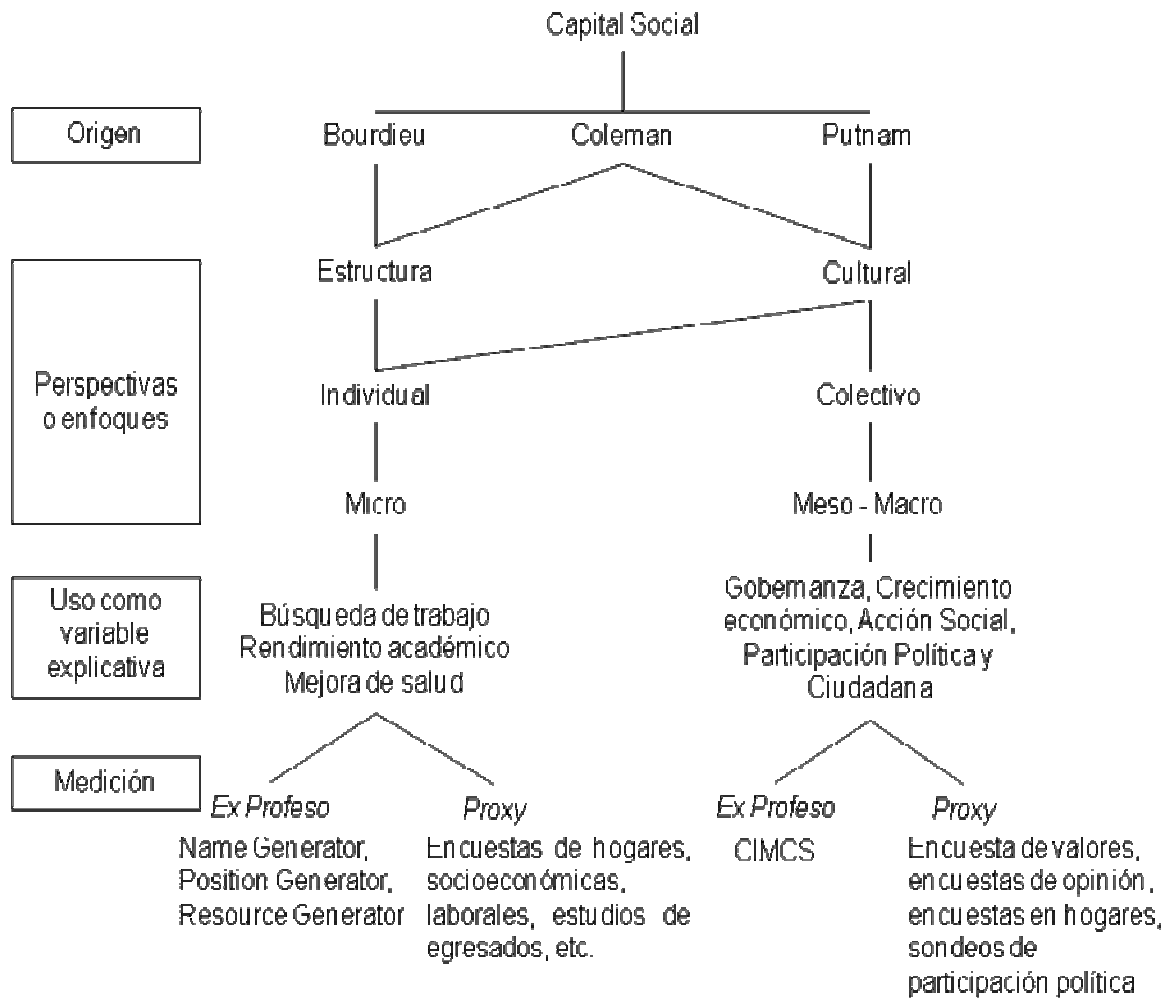 Capital Social
Origen
Bourdieu
Coleman
Putnam
Estructura
Cultural
Perspectivas
o enfoques
Individual
Colectivo
Micro
Meso - Macro
Uso como
variable
explicativa
Búsqueda de trabajo
Rendimiento académico
Mejora de salud
Gobernanza, Crecimiento
económico, Acción Social,
Participación Política y
Ciudadana
Medición
Ex Profeso
Name Generator,
Position Generator,
Resource Generator
Proxy
Encuestas de hogares,
socioeconómicas,
laborales, estudios de
egresados, etc.
Ex Profeso
CIMCS
Proxy
Encuesta de valores,
encuestas de opinión,
encuestas en hogares,
sondeos de
participación política